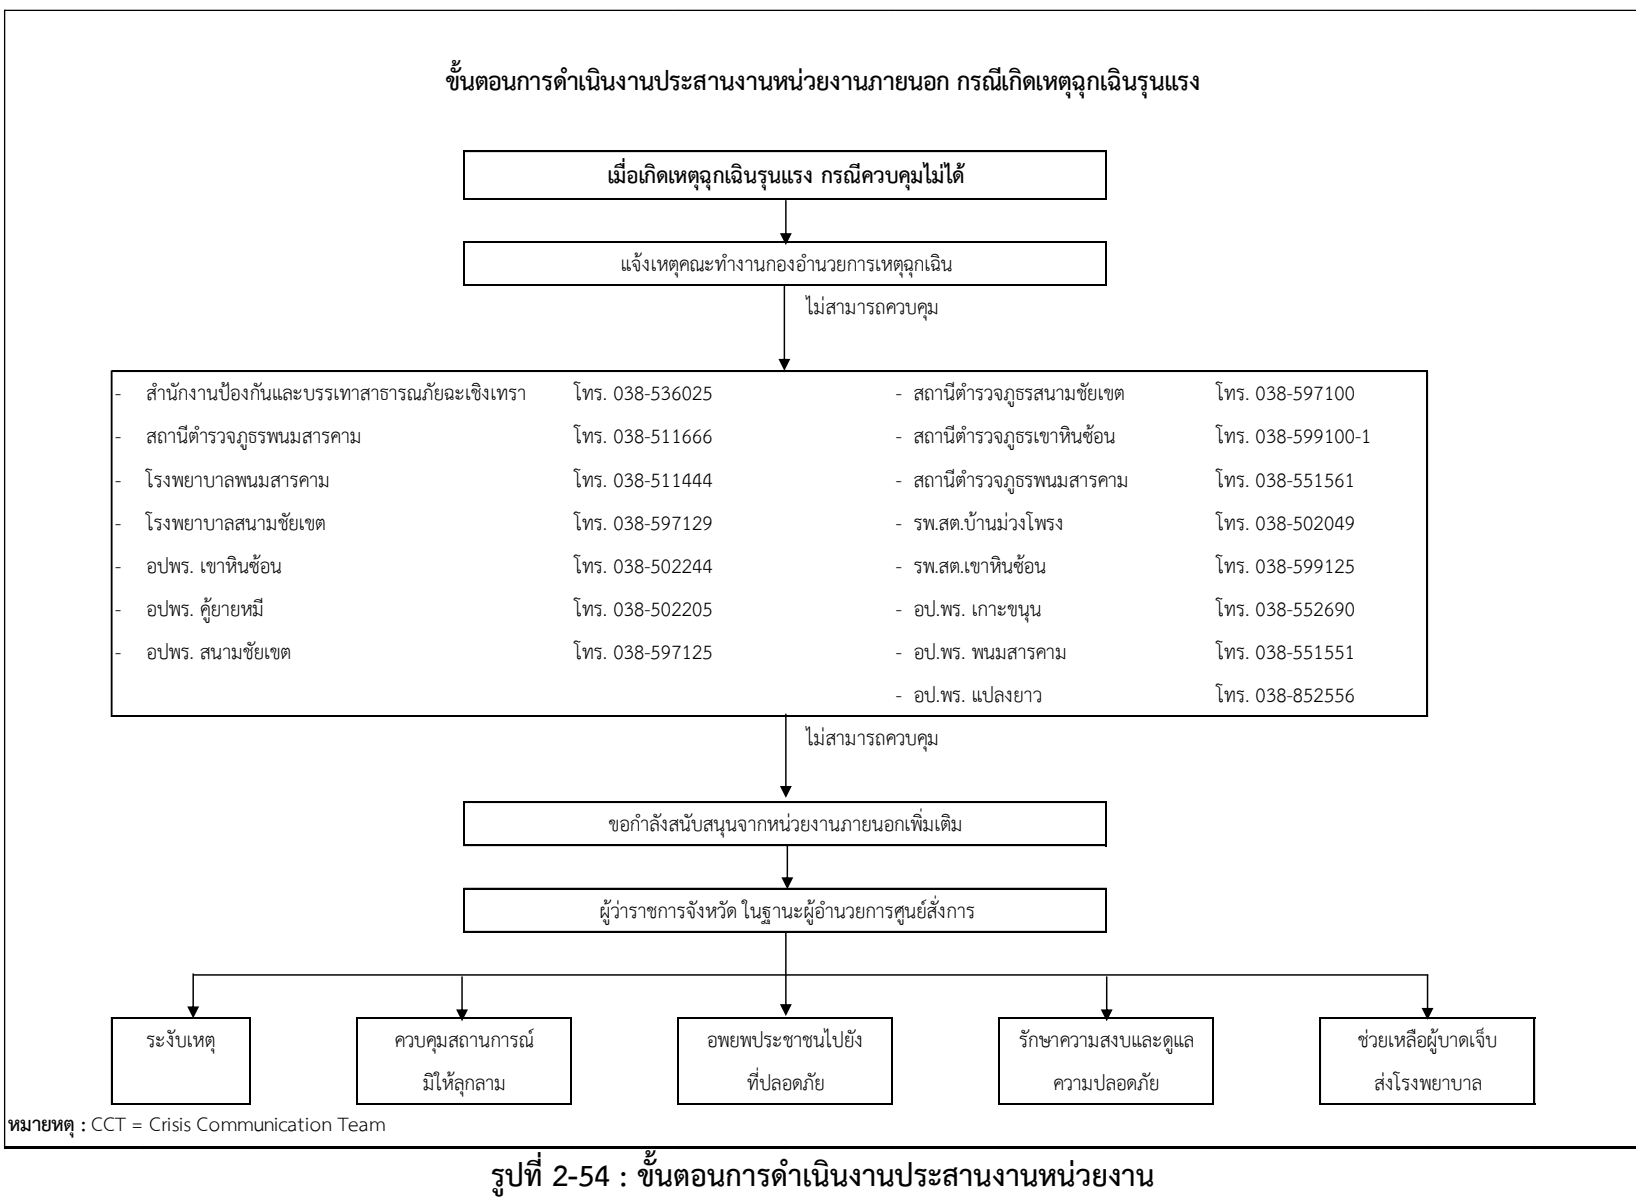 ขั้นตอนการดำเนินงานประสานงานหน่วยงานภายนอก กรณีเกิดเหตุฉุกเฉินรุนแรง
เมื่อเกิดเหตุฉุกเฉินรุนแรง กรณีควบคุมไม่ได้
แจ้งเหตุคณะทำงานกองอำนวยการเหตุฉุกเฉิน
ไม่สามารถควบคุม
- สำนักงานป้องกันและบรรเทาสาธารณภัยฉะเชิงเทรา โทร. 038-536025 - สถานีตำรวจภูธรสนามชัยเขต โทร. 038-597100
- สถานีตำรวจภูธรพนมสารคาม โทร. 038-511666 - สถานีตำรวจภูธรเขาหินซ้อน โทร. 038-599100-1
- โรงพยาบาลพนมสารคาม โทร. 038-511444 - สถานีตำรวจภูธรพนมสารคาม โทร. 038-551561
- โรงพยาบาลสนามชัยเขต โทร. 038-597129 - รพ.สต.บ้านม่วงโพรง โทร. 038-502049
- อปพร. เขาหินซ้อน โทร. 038-502244 - รพ.สต.เขาหินซ้อน โทร. 038-599125
- อปพร. คู้ยายหมี โทร. 038-502205 - อป.พร. เกาะขนุน โทร. 038-552690
- อปพร. สนามชัยเขต โทร. 038-597125 - อป.พร. พนมสารคาม โทร. 038-551551
- อป.พร. แปลงยาว โทร. 038-852556
ไม่สามารถควบคุม
ขอกำลังสนับสนุนจากหน่วยงานภายนอกเพิ่มเติม
ผู้ว่าราชการจังหวัด ในฐานะผู้อำนวยการศูนย์สั่งการ
ระงับเหตุ ควบคุมสถานการณ์ อพยพประชาชนไปยัง รักษาความสงบและดูแล ช่วยเหลือผู้บาดเจ็บ
มิให้ลุกลาม ที่ปลอดภัย ความปลอดภัย ส่งโรงพยาบาล
หมายหตุ : CCT = Crisis Communication Team
รูปที่ 2-54 : ขั้นตอนการดำเนินงานประสานงานหน่วยงาน